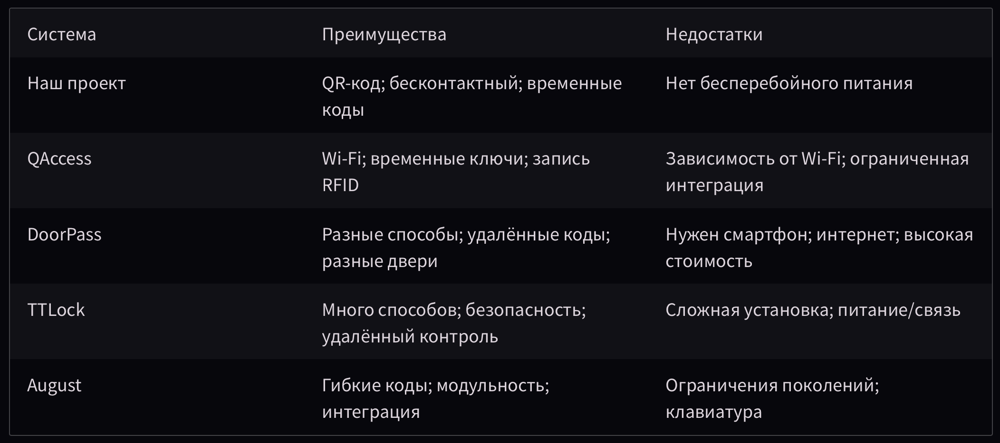 Система Преимущества Недостатки
Наш проект QR-код; бесконтактный; временные Нет бесперебойного питания
коды
QAccess Wi-Fi; временные ключи; запись Зависимость от Wi-Fi; ограниченная
RFID интеграция
DoorPass Разные способы; удалённые коды; Нужен смартфон; интернет; высокая
разные двери стоимость
TTLock Много способов; безопасность; Сложная установка; питание/связь
удалённый контроль
August Гибкие коды; модульность; Ограничения поколений;
интеграция клавиатура